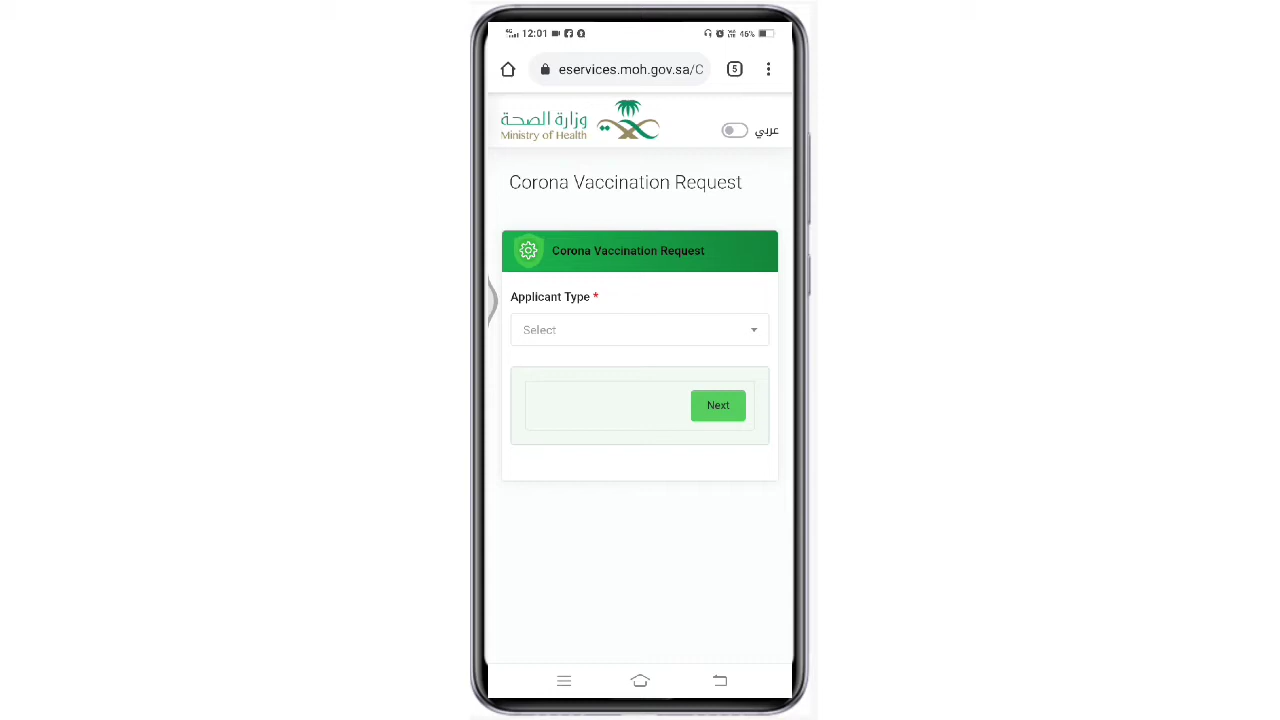 12:01
46%
eservices.moh.gov.sa/C
5
وزارة الصحة
Ministry of Health
عربي
Corona Vaccination Request
Corona Vaccination Request
Applicant Type *
Select
Next